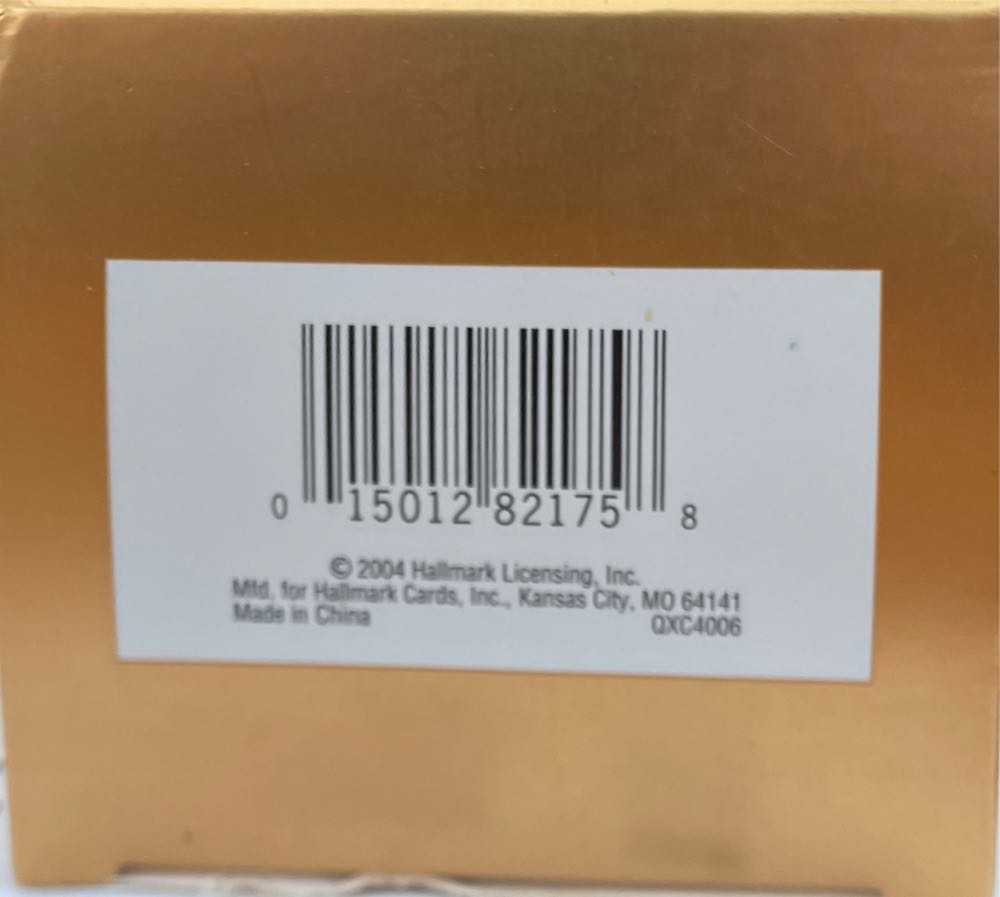 0 15012 82175 8
© 2004 Hallmark Licensing, Inc.
Mfd. for Hallmark Cards, Inc., Kansas City, MO 64141
Made in China QXC4006